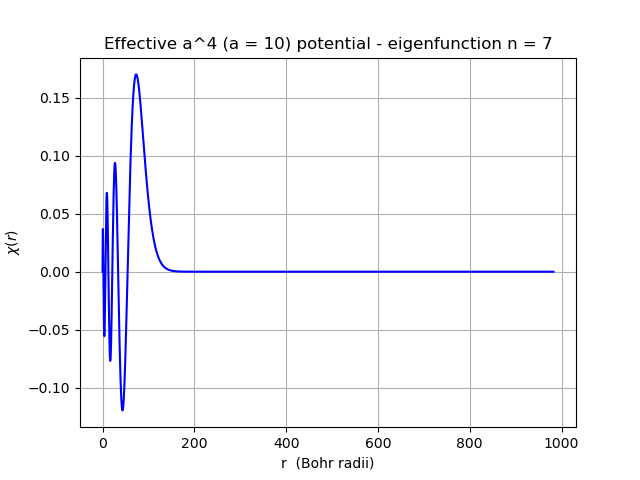 Effective a^4 (a = 10) potential - eigenfunction n = 7
χ(r)
0.15
0.10
0.05
0.00
−0.05
−0.10
0 200 400 600 800 1000
r (Bohr radii)